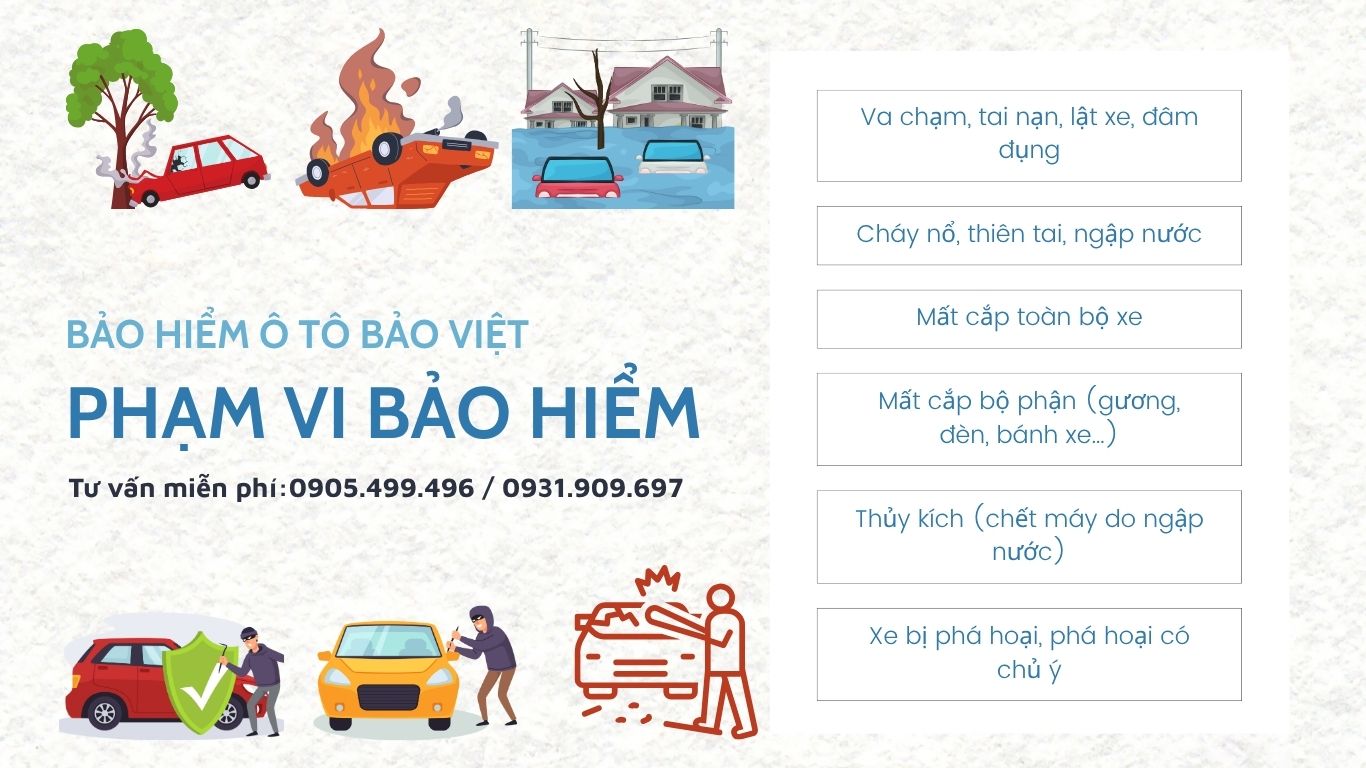 BẢO HIỂM Ô TÔ BẢO VIỆT
PHẠM VI BẢO HIỂM
Tư vấn miễn phí:0905.499.496 / 0931.909.697
Va chạm, tai nạn, lật xe, đâm
đụng
Cháy nổ, thiên tai, ngập nước
Mất cắp toàn bộ xe
Mất cắp bộ phận (gương,
đèn, bánh xe...)
Thủy kích (chết máy do ngập
nước)
Xe bị phá hoại, phá hoại có
chủ ý